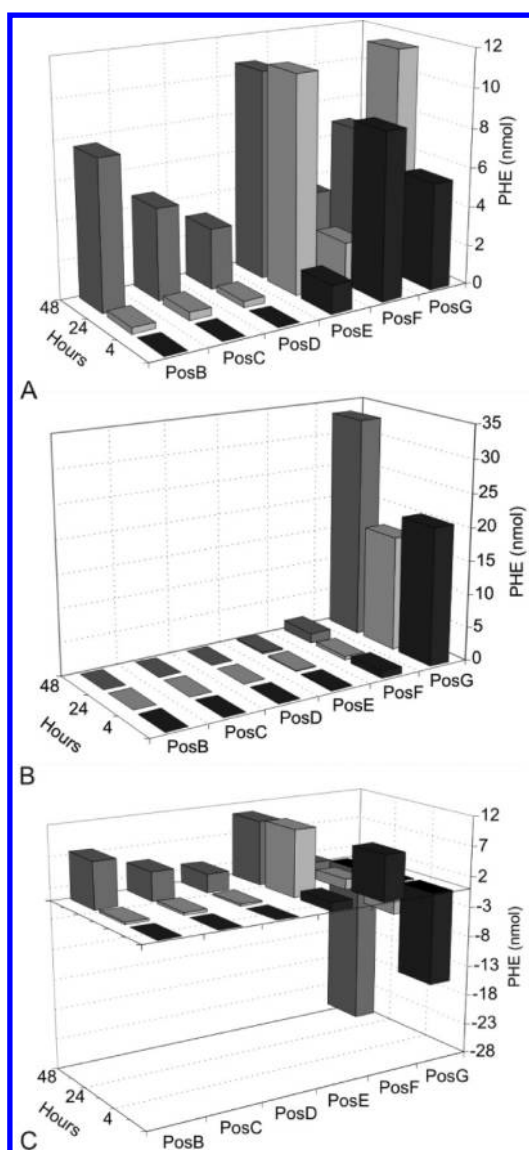 12
10
8
6
4
2
0
PHE (nmol)
48
24
4
Hours
PosB
PosC
PosD
PosE
PosF
PosG
A
35
30
25
20
15
10
5
0
PHE (nmol)
48
24
4
Hours
PosB
PosC
PosD
PosE
PosF
PosG
B
12
7
2
-3
-8
-13
-18
-23
-28
PHE (nmol)
48
24
4
Hours
PosB
PosC
PosD
PosE
PosF
PosG
C